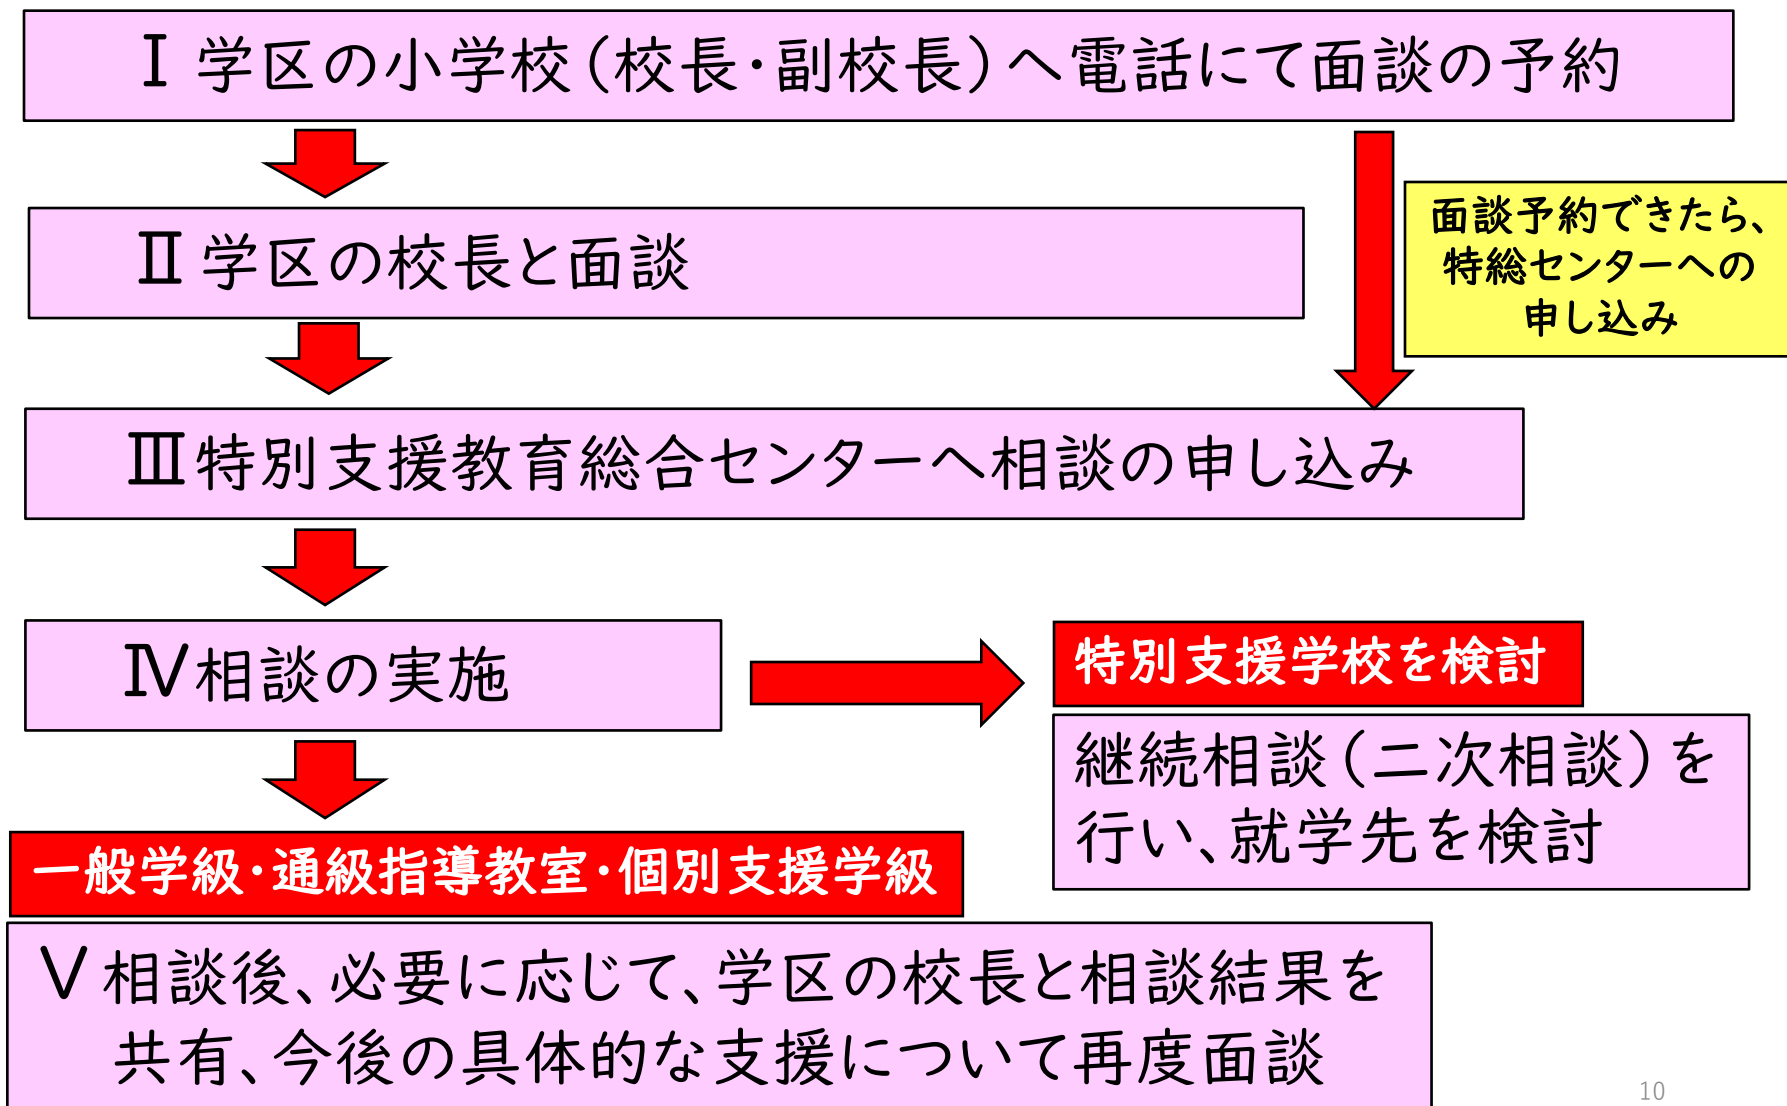 Ⅰ 学区の小学校(校長・副校長)へ電話にて面談の予約
面談予約できたら、
特総センターへの
申し込み
Ⅱ 学区の校長と面談
Ⅲ特別支援教育総合センターへ相談の申し込み
Ⅳ相談の実施
特別支援学校を検討
継続相談(二次相談)を
行い、就学先を検討
一般学級・通級指導教室・個別支援学級
Ⅴ 相談後、必要に応じて、学区の校長と相談結果を
共有、今後の具体的な支援について再度面談
10